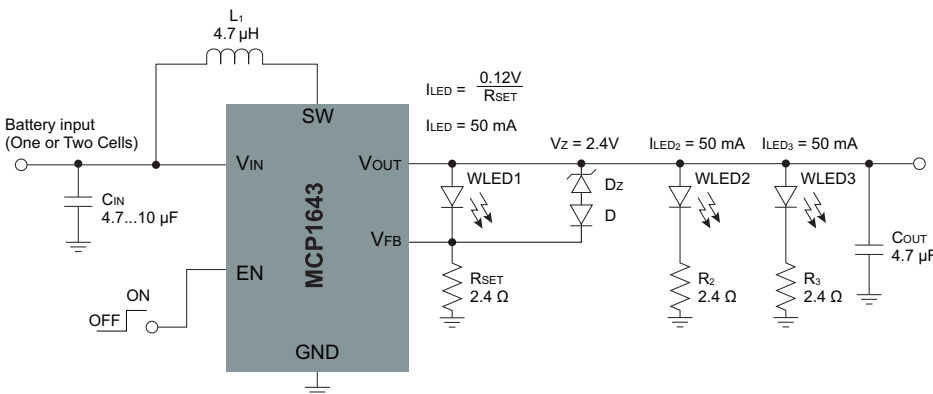 L1
4.7 µH
ILED = 0.12V
RSET
ILED = 50 mA
SW
Battery input
(One or Two Cells)
VIN
VOUT
VZ = 2.4V
ILED2 = 50 mA
ILED3 = 50 mA
CIN
4.7...10 µF
MCP1643
WLED1
DZ
D
WLED2
WLED3
VFB
COUT
4.7 µF
EN
RSET
2.4 Ω
R2
2.4 Ω
R3
2.4 Ω
ON
OFF
GND